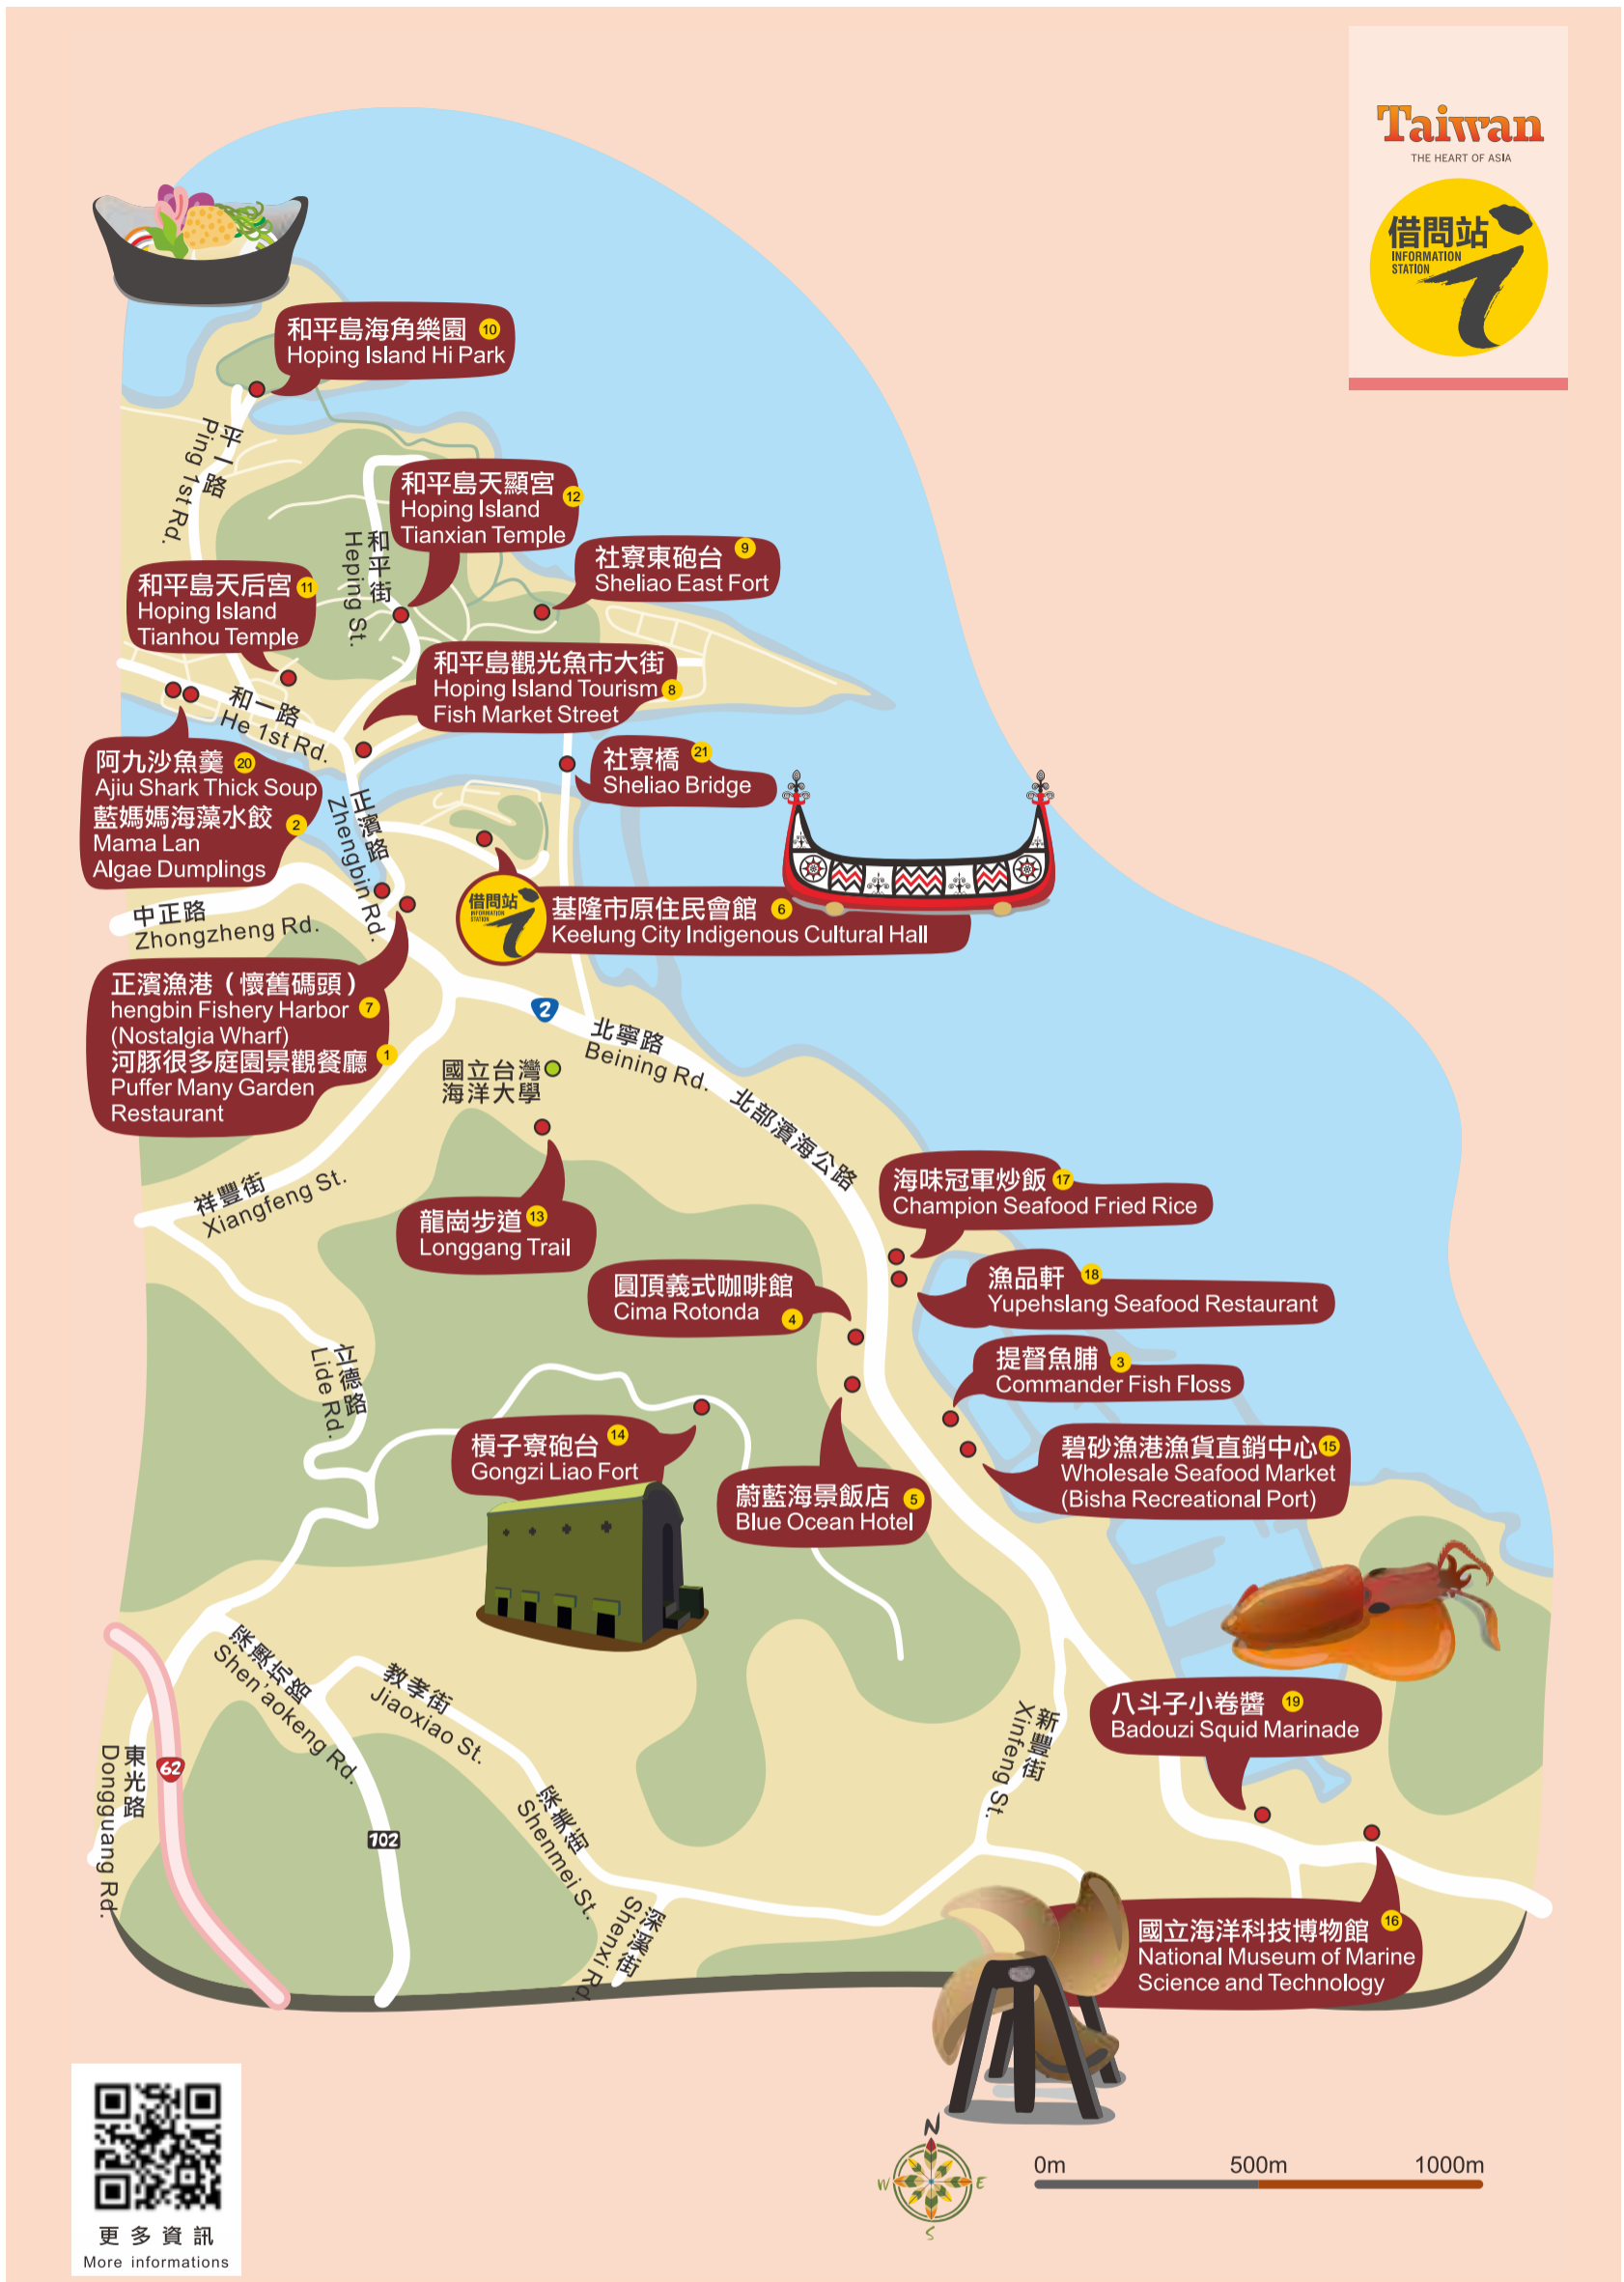 Taiwan
THE HEART OF ASIA
借問站
INFORMATION
STATION
和平島海角樂園 10
Hoping Island Hi Park
平一路
Ping 1st Rd.
和平島天顯宮 12
Hoping Island
Tianxian Temple
和平街
Heping St.
社寮東砲台 9
Sheliao East Fort
和平島天后宮 11
Hoping Island
Tianhou Temple
和平島觀光魚市大街
Hoping Island Tourism 8
Fish Market Street
和一路
He 1st Rd.
阿九沙魚羹 20
Ajiu Shark Thick Soup
藍媽媽海藻水餃 2
Mama Lan
Algae Dumplings
社寮橋 21
Sheliao Bridge
正濱路
Zhengbin Rd.
中正路
Zhongzheng Rd.
借問站
INFORMATION
STATION
基隆市原住民會館 6
Keelung City Indigenous Cultural Hall
正濱漁港（懷舊碼頭）
hengbin Fishery Harbor 7
(Nostalgia Wharf)
河豚很多庭園景觀餐廳 1
Puffer Many Garden
Restaurant
2
北寧路
Beining Rd.
國立台灣
海洋大學
北部濱海公路
祥豐街
Xiangfeng St.
龍崗步道 13
Longgang Trail
海味冠軍炒飯 17
Champion Seafood Fried Rice
圓頂義式咖啡館
Cima Rotonda 4
漁品軒 18
Yupehslang Seafood Restaurant
立德路
Lide Rd.
提督魚脯 3
Commander Fish Floss
槓子寮砲台 14
Gongzi Liao Fort
碧砂漁港漁貨直銷中心 15
Wholesale Seafood Market
(Bisha Recreational Port)
蔚藍海景飯店 5
Blue Ocean Hotel
深澳坑路
Shen'aokeng Rd.
教孝街
Jiaoxiao St.
八斗子小卷醬 19
Badouzi Squid Marinade
新豐街
Xinfeng St.
東光路
Dongguang Rd.
62
102
深美街
Shenmei St.
深溪街
Shenxi Rd.
國立海洋科技博物館 16
National Museum of Marine
Science and Technology
N
W E
S
0m 500m 1000m
更多資訊
More informations